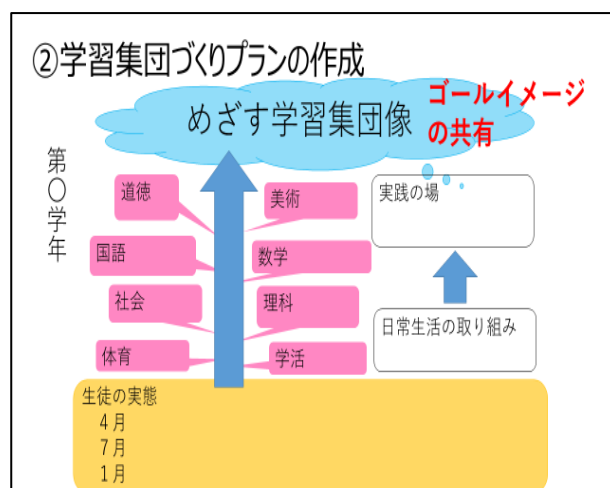 ②学習集団づくりプランの作成
めざす学習集団像
ゴールイメージ
の共有
第〇学年
道徳
美術
国語
数学
社会
理科
体育
学活
実践の場
日常生活の取り組み
生徒の実態
４月
７月
１月